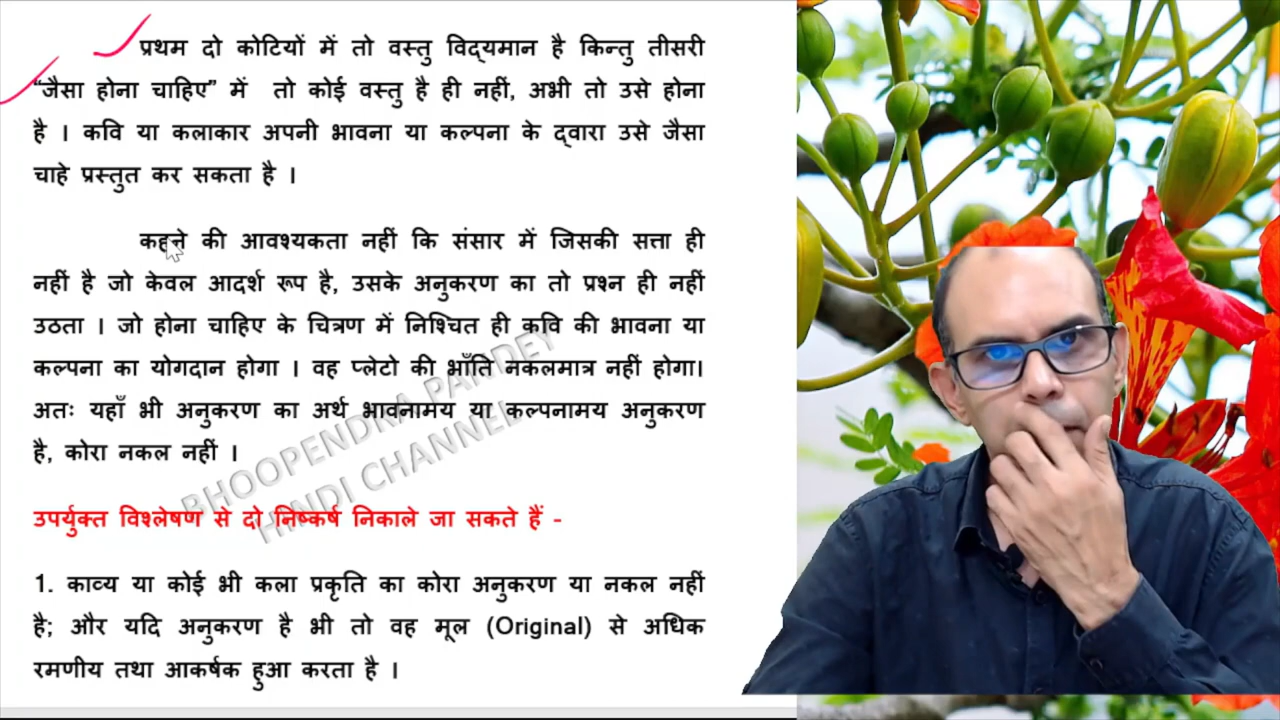 प्रथम दो कोटियों में तो वस्तु विद्यमान है किन्तु तीसरी
“जैसा होना चाहिए” में तो कोई वस्तु है ही नहीं, अभी तो उसे होना
है । कवि या कलाकार अपनी भावना या कल्पना के द्वारा उसे जैसा
चाहे प्रस्तुत कर सकता है ।
कहने की आवश्यकता नहीं कि संसार में जिसकी सत्ता ही
नहीं है जो केवल आदर्श रूप है, उसके अनुकरण का तो प्रश्न ही नहीं
उठता । जो होना चाहिए के चित्रण में निश्चित ही कवि की भावना या
कल्पना का योगदान होगा । वह प्लेटो की भाँति नकलमात्र नहीं होगा।
अतः यहाँ भी अनुकरण का अर्थ भावनामय या कल्पनामय अनुकरण
है, कोरा नकल नहीं ।
BHOOPENDRA PANDEY
HINDI CHANNEL
उपर्युक्त विश्लेषण से दो निष्कर्ष निकाले जा सकते हैं -
1. काव्य या कोई भी कला प्रकृति का कोरा अनुकरण या नकल नहीं
है; और यदि अनुकरण है भी तो वह मूल (Original) से अधिक
रमणीय तथा आकर्षक हुआ करता है ।